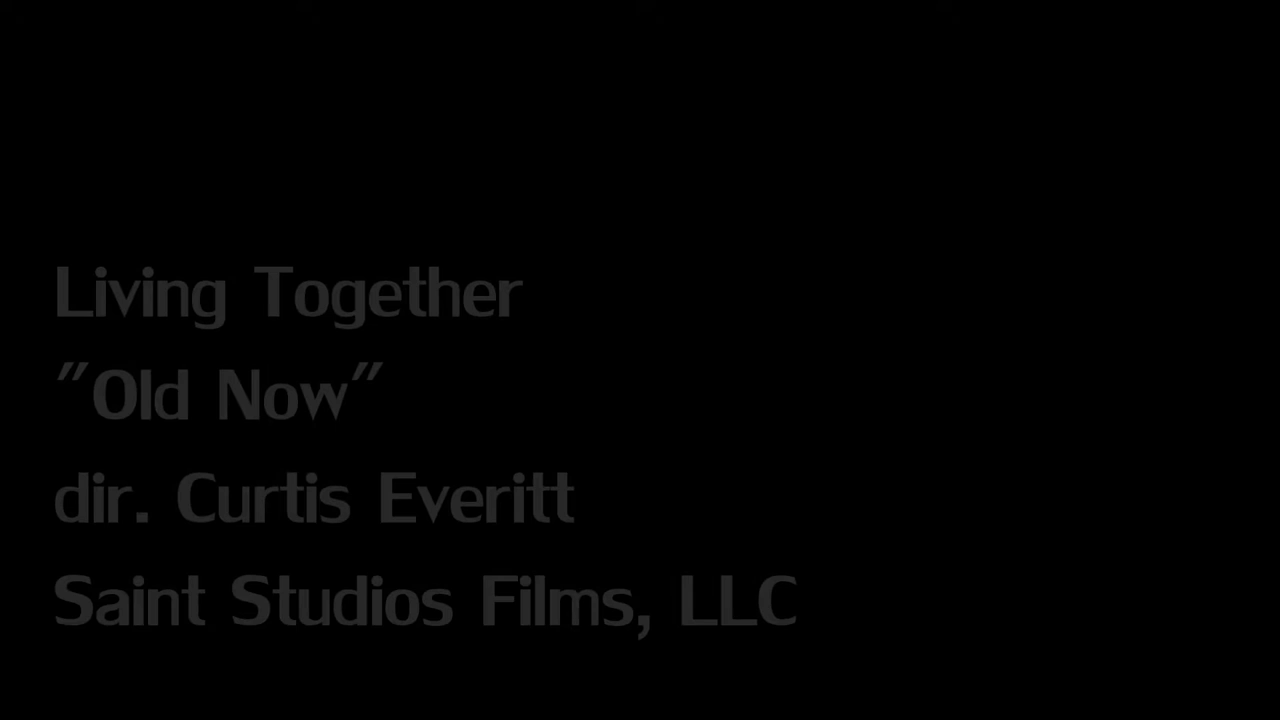 Living Together
"Old Now"
dir. Curtis Everitt
Saint Studios Films, LLC